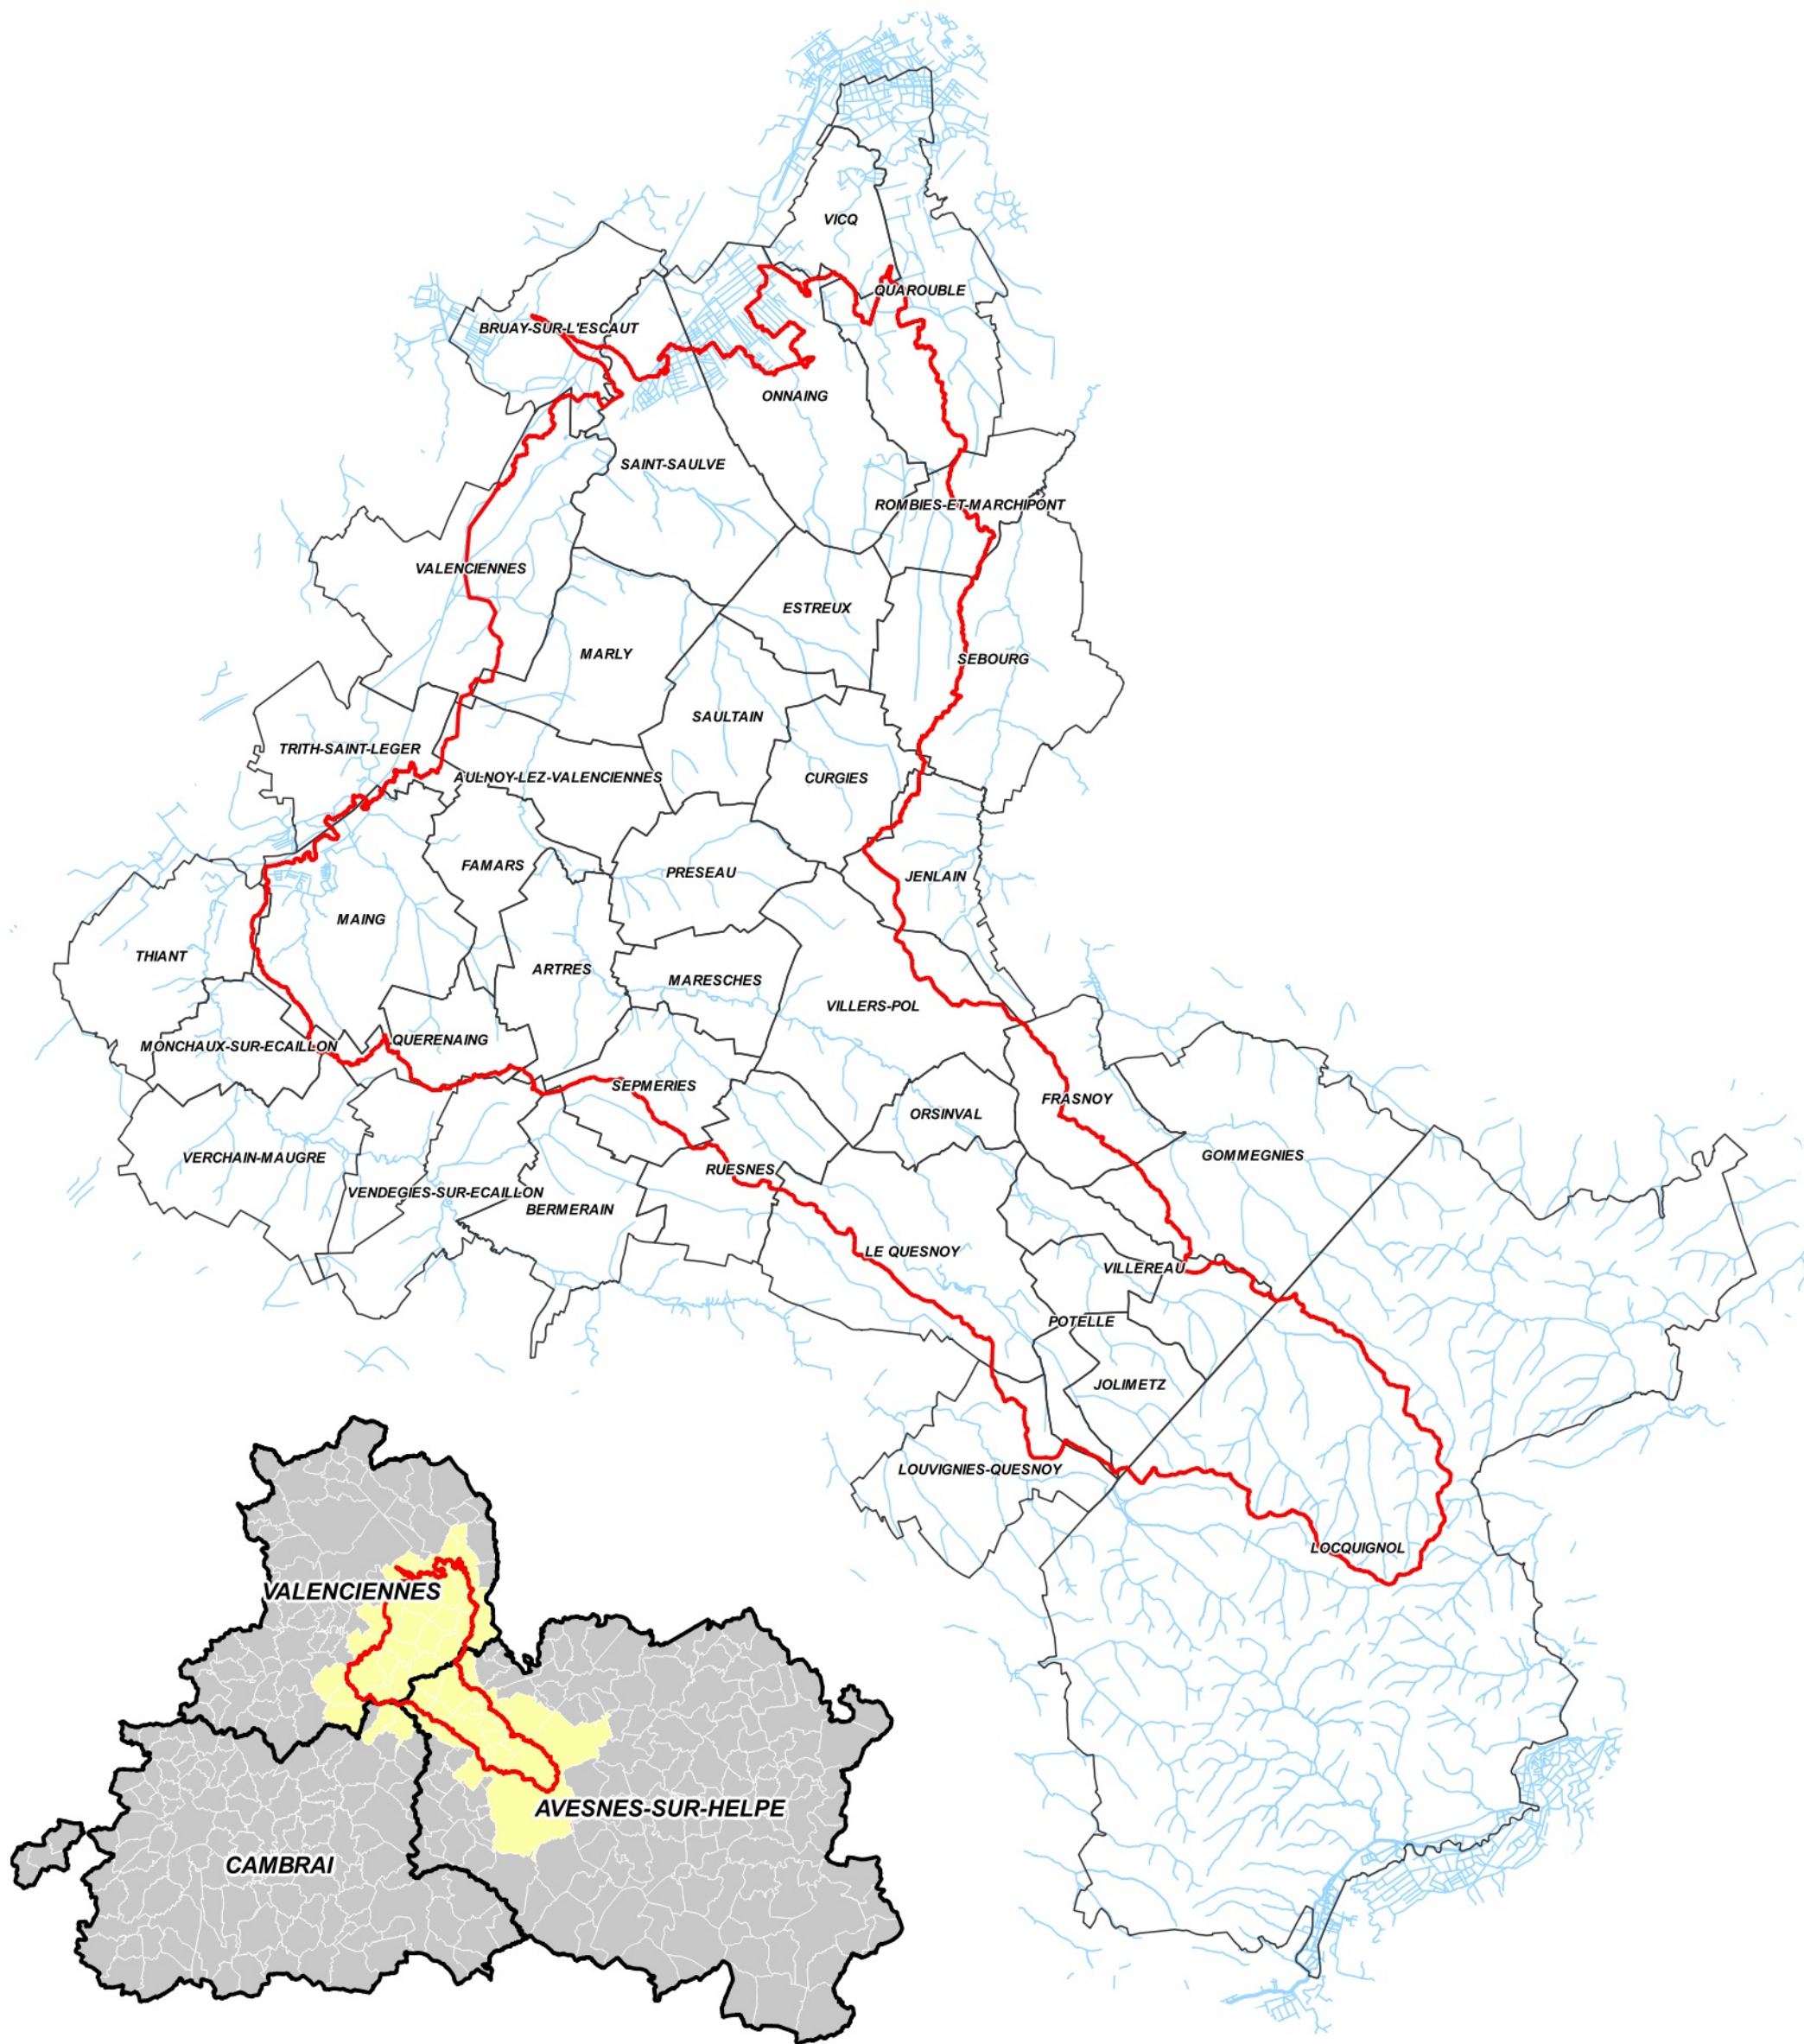 VICQ
QUAROUBLE
BRUAY-SUR-L'ESCAUT
ONNAING
SAINT-SAULVE
ROMBIES-ET-MARCHIPONT
VALENCIENNES
ESTREUX
MARLY
SEBOURG
SAULTAIN
TRITH-SAINT-LEGER
AULNOY-LEZ-VALENCIENNES
CURGIES
FAMARS
PRESEAU
JENLAIN
MAING
THIANT
ARTRES
MARESCHES
VILLERS-POL
QUERENAING
MONCHAUX-SUR-ECAILLON
SEPMERIES
FRASNOY
ORSINVAL
GOMMEGNIES
VERCHAIN-MAUGRE
RUESNES
VENDEGIES-SUR-ECAILLON
BERMERAIN
LE QUESNOY
VILLEREAU
POTELLE
JOLIMETZ
LOUVIGNIES-QUESNOY
LOCQUIGNOL
VALENCIENNES
AVESNES-SUR-HELPE
CAMBRAI